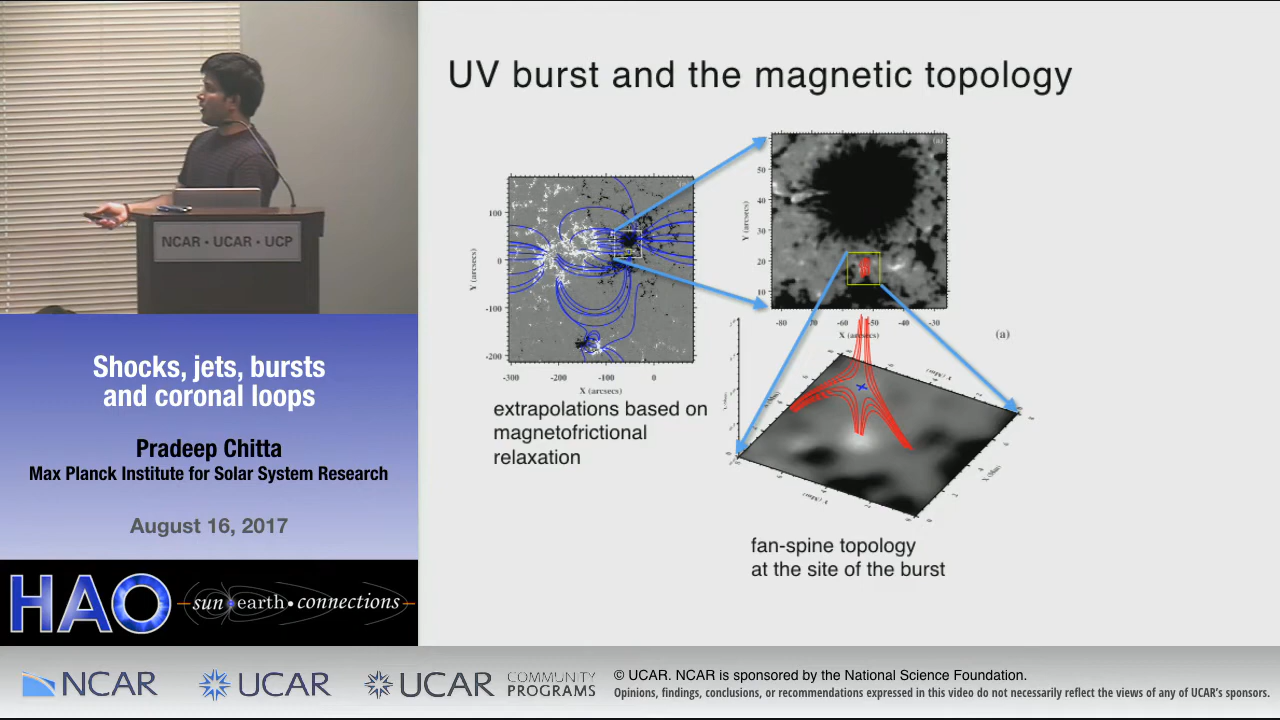 UV burst and the magnetic topology
NCAR • UCAR • UCP
Shocks, jets, bursts
and coronal loops
Pradeep Chitta
Max Planck Institute for Solar System Research
August 16, 2017
HAO
sun earth • connections
100
0
-100
-200
-300
-200
-100
0
X (arcsecs)
Y (arcsecs)
50
40
30
20
10
-80
-70
-60
-50
-30
X (arcsecs)
Y (arcsecs)
(a)
extrapolations based on
magnetofrictional
relaxation
fan-spine topology
at the site of the burst
NCAR
UCAR
UCAR
COMMUNITY
PROGRAMS
© UCAR. NCAR is sponsored by the National Science Foundation.
Opinions, findings, conclusions, or recommendations expressed in this video do not necessarily reflect the views of any of UCAR's sponsors.